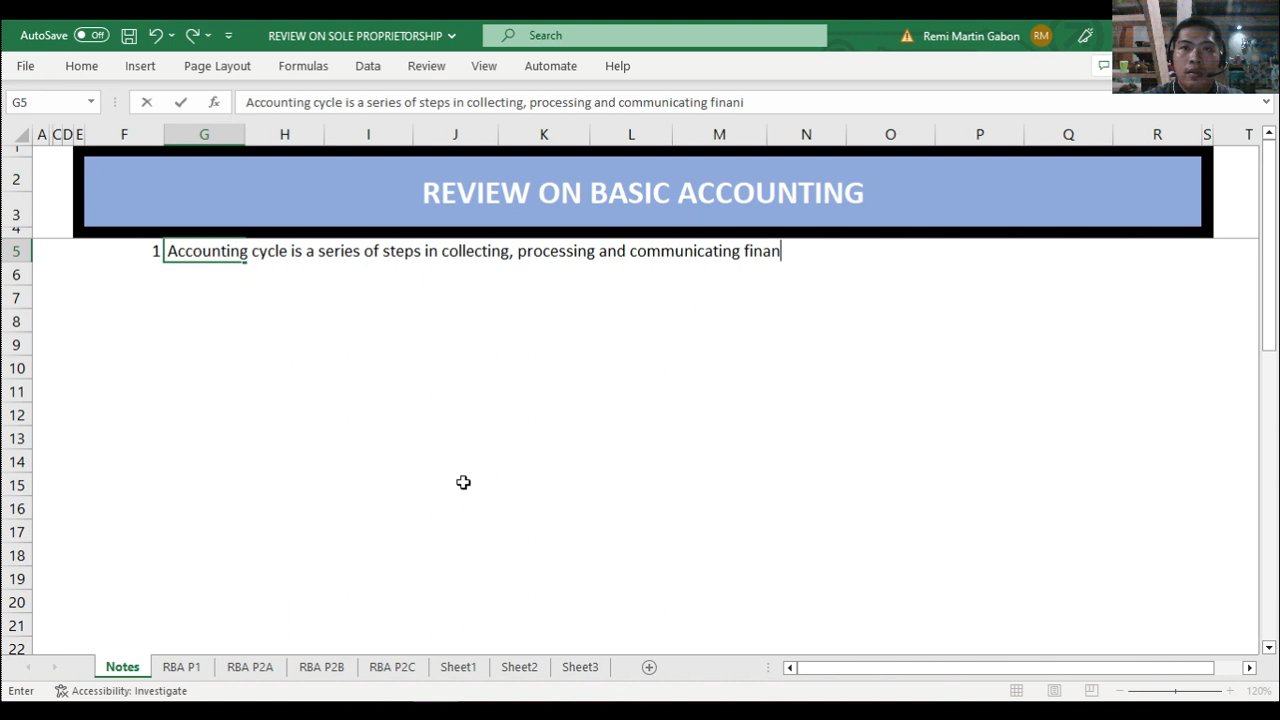 AutoSave Off REVIEW ON SOLE PROPRIETORSHIP Search Remi Martin Gabon RM
File Home Insert Page Layout Formulas Data Review View Automate Help
G5 fx Accounting cycle is a series of steps in collecting, processing and communicating finani
A C D E F G H I J K L M N O P Q R S T
2 REVIEW ON BASIC ACCOUNTING
3
4
5 1 Accounting cycle is a series of steps in collecting, processing and communicating finan
6
7
8
9
10
11
12
13
14
15
16
17
18
19
20
21
22
Notes RBA P1 RBA P2A RBA P2B RBA P2C Sheet1 Sheet2 Sheet3
Enter Accessibility: Investigate 120%